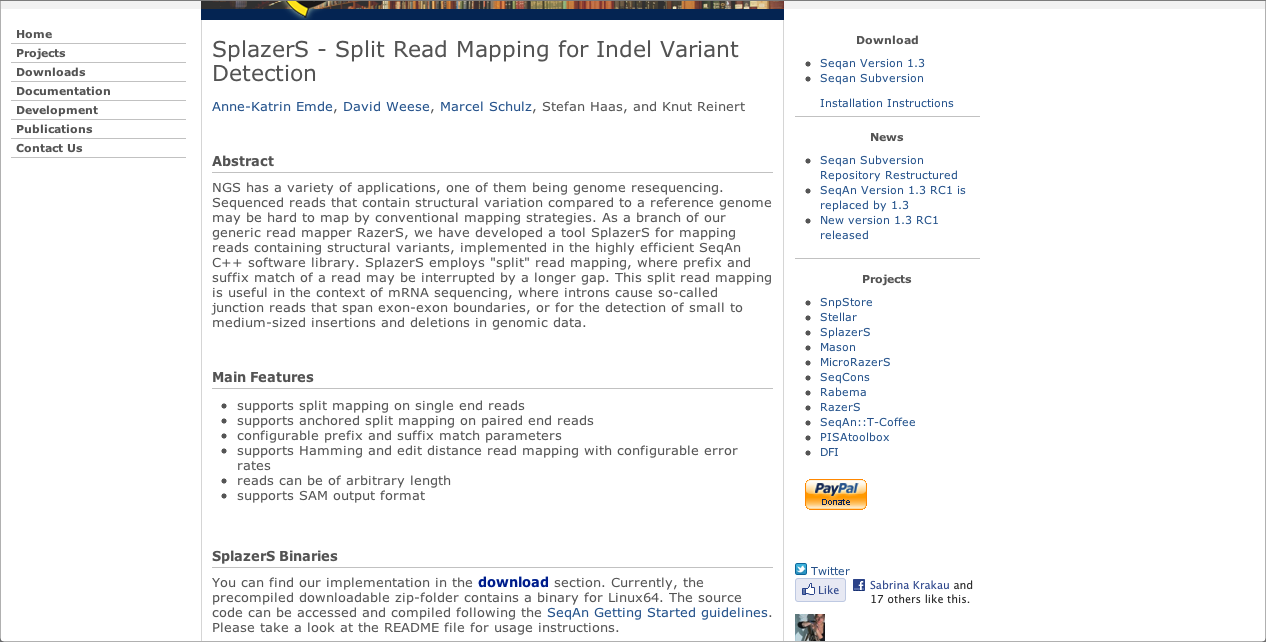 Home
Projects
Downloads
Documentation
Development
Publications
Contact Us
SplazerS - Split Read Mapping for Indel Variant
Detection
Anne-Katrin Emde, David Weese, Marcel Schulz, Stefan Haas, and Knut Reinert
Abstract
NGS has a variety of applications, one of them being genome resequencing.
Sequenced reads that contain structural variation compared to a reference genome
may be hard to map by conventional mapping strategies. As a branch of our
generic read mapper RazerS, we have developed a tool SplazerS for mapping
reads containing structural variants, implemented in the highly efficient SeqAn
C++ software library. SplazerS employs "split" read mapping, where prefix and
suffix match of a read may be interrupted by a longer gap. This split read mapping
is useful in the context of mRNA sequencing, where introns cause so-called
junction reads that span exon-exon boundaries, or for the detection of small to
medium-sized insertions and deletions in genomic data.
Main Features
• supports split mapping on single end reads
• supports anchored split mapping on paired end reads
• configurable prefix and suffix match parameters
• supports Hamming and edit distance read mapping with configurable error
rates
• reads can be of arbitrary length
• supports SAM output format
SplazerS Binaries
You can find our implementation in the download section. Currently, the
precompiled downloadable zip-folder contains a binary for Linux64. The source
code can be accessed and compiled following the SeqAn Getting Started guidelines.
Please take a look at the README file for usage instructions.
Download
• Seqan Version 1.3
• Seqan Subversion
Installation Instructions
News
• Seqan Subversion
Repository Restructured
• SeqAn Version 1.3 RC1 is
replaced by 1.3
• New version 1.3 RC1
released
Projects
• SnpStore
• Stellar
• SplazerS
• Mason
• MicroRazerS
• SeqCons
• Rabema
• RazerS
• SeqAn::T-Coffee
• PISAtoolbox
• DFI
PayPal
Donate
Twitter
Like
Sabrina Krakau and
17 others like this.